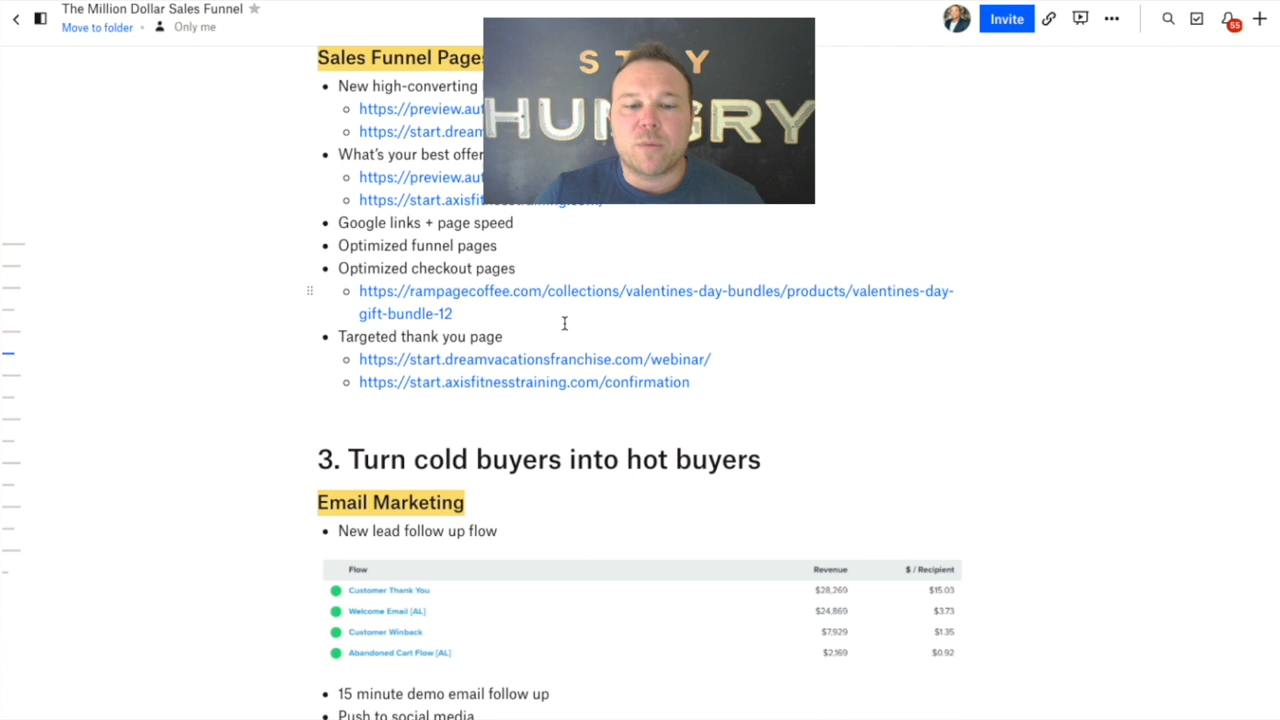 The Million Dollar Sales Funnel
Move to folder
Only me
Invite
55
STAY
HUNGRY
Sales Funnel Pages
New high-converting
https://preview.aut
https://start.dream
What's your best offer
https://preview.aut
https://start.axisfitnesstraining.com/
Google links + page speed
Optimized funnel pages
Optimized checkout pages
https://rampagecoffee.com/collections/valentines-day-bundles/products/valentines-day-
gift-bundle-12
Targeted thank you page
https://start.dreamvacationsfranchise.com/webinar/
https://start.axisfitnesstraining.com/confirmation
3. Turn cold buyers into hot buyers
Email Marketing
New lead follow up flow
Flow Revenue $ / Recipient
Customer Thank You $28,269 $15.03
Welcome Email [AL] $24,869 $3.73
Customer Winback $7,929 $1.35
Abandoned Cart Flow [AL] $2,169 $0.92
15 minute demo email follow up
Push to social media